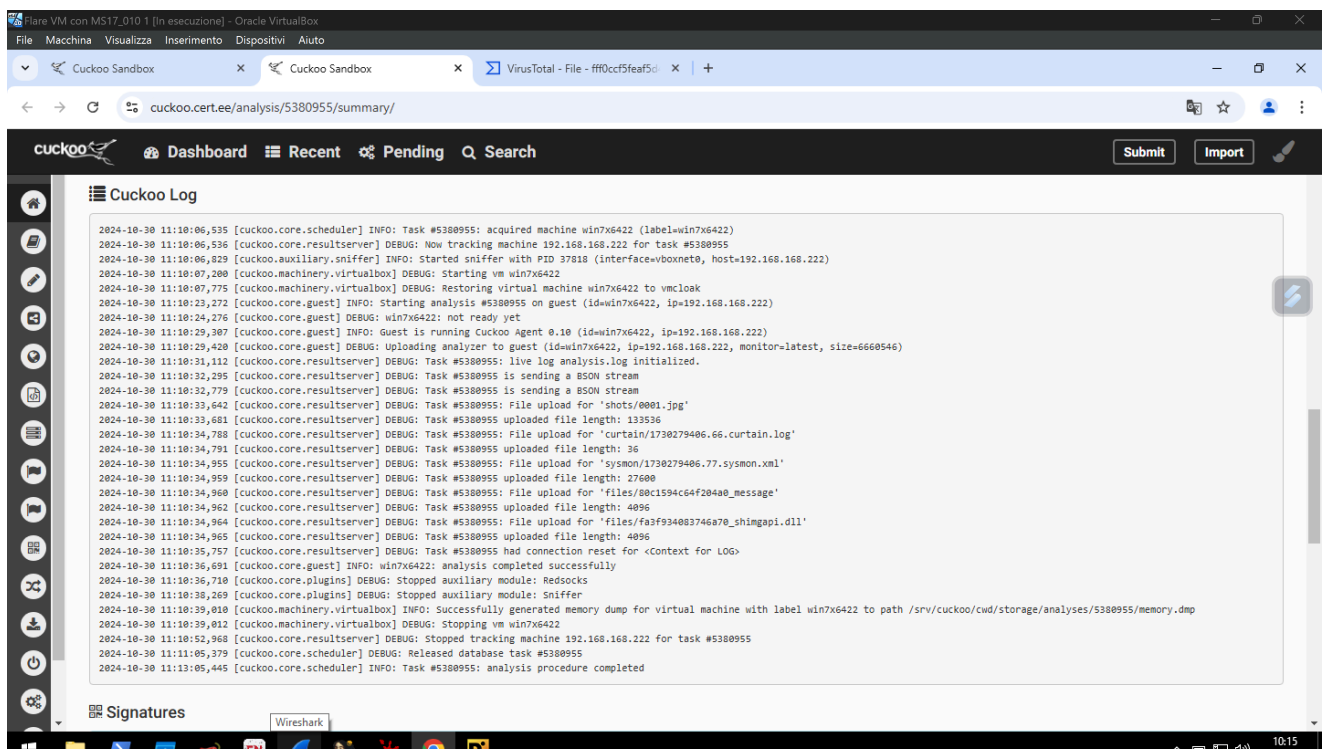 Flare VM con MS17_010 1 [In esecuzione] - Oracle VirtualBox
File Macchina Visualizza Inserimento Dispositivi Aiuto
Cuckoo Sandbox
Cuckoo Sandbox
VirusTotal - File - fff0ccf5feaf5d
cuckoo.cert.ee/analysis/5380955/summary/
cuckoo Dashboard Recent Pending Search Submit Import
Cuckoo Log
2024-10-30 11:10:06,535 [cuckoo.core.scheduler] INFO: Task #5380955: acquired machine win7x6422 (label=win7x6422)
2024-10-30 11:10:06,536 [cuckoo.core.resultserver] DEBUG: Now tracking machine 192.168.168.222 for task #5380955
2024-10-30 11:10:06,829 [cuckoo.auxiliary.sniffer] INFO: Started sniffer with PID 37818 (interface=vboxnet0, host=192.168.168.222)
2024-10-30 11:10:07,200 [cuckoo.machinery.virtualbox] DEBUG: Starting vm win7x6422
2024-10-30 11:10:07,775 [cuckoo.machinery.virtualbox] DEBUG: Restoring virtual machine win7x6422 to vmcloak
2024-10-30 11:10:23,272 [cuckoo.core.guest] INFO: Starting analysis #5380955 on guest (id=win7x6422, ip=192.168.168.222)
2024-10-30 11:10:24,276 [cuckoo.core.guest] DEBUG: win7x6422: not ready yet
2024-10-30 11:10:29,307 [cuckoo.core.guest] INFO: Guest is running Cuckoo Agent 0.10 (id=win7x6422, ip=192.168.168.222)
2024-10-30 11:10:29,420 [cuckoo.core.guest] DEBUG: Uploading analyzer to guest (id=win7x6422, ip=192.168.168.222, monitor=latest, size=6660546)
2024-10-30 11:10:31,112 [cuckoo.core.resultserver] DEBUG: Task #5380955: live log analysis.log initialized.
2024-10-30 11:10:32,295 [cuckoo.core.resultserver] DEBUG: Task #5380955 is sending a BSON stream
2024-10-30 11:10:32,779 [cuckoo.core.resultserver] DEBUG: Task #5380955 is sending a BSON stream
2024-10-30 11:10:33,642 [cuckoo.core.resultserver] DEBUG: Task #5380955: File upload for 'shots/0001.jpg'
2024-10-30 11:10:33,681 [cuckoo.core.resultserver] DEBUG: Task #5380955 uploaded file length: 133536
2024-10-30 11:10:34,788 [cuckoo.core.resultserver] DEBUG: Task #5380955: File upload for 'curtain/1730279406.66.curtain.log'
2024-10-30 11:10:34,791 [cuckoo.core.resultserver] DEBUG: Task #5380955 uploaded file length: 36
2024-10-30 11:10:34,955 [cuckoo.core.resultserver] DEBUG: Task #5380955: File upload for 'sysmon/1730279406.77.sysmon.xml'
2024-10-30 11:10:34,959 [cuckoo.core.resultserver] DEBUG: Task #5380955 uploaded file length: 27600
2024-10-30 11:10:34,960 [cuckoo.core.resultserver] DEBUG: Task #5380955: File upload for 'files/80c1594c64f204a0_message'
2024-10-30 11:10:34,962 [cuckoo.core.resultserver] DEBUG: Task #5380955 uploaded file length: 4096
2024-10-30 11:10:34,964 [cuckoo.core.resultserver] DEBUG: Task #5380955: File upload for 'files/fa3f934083746a70_shimgapi.dll'
2024-10-30 11:10:34,965 [cuckoo.core.resultserver] DEBUG: Task #5380955 uploaded file length: 4096
2024-10-30 11:10:35,757 [cuckoo.core.resultserver] DEBUG: Task #5380955 had connection reset for <Context for LOG>
2024-10-30 11:10:36,691 [cuckoo.core.guest] INFO: win7x6422: analysis completed successfully
2024-10-30 11:10:36,710 [cuckoo.core.plugins] DEBUG: Stopped auxiliary module: Redsocks
2024-10-30 11:10:38,269 [cuckoo.core.plugins] DEBUG: Stopped auxiliary module: Sniffer
2024-10-30 11:10:39,010 [cuckoo.machinery.virtualbox] INFO: Successfully generated memory dump for virtual machine with label win7x6422 to path /srv/cuckoo/cwd/storage/analyses/5380955/memory.dmp
2024-10-30 11:10:39,012 [cuckoo.machinery.virtualbox] DEBUG: Stopping vm win7x6422
2024-10-30 11:10:52,968 [cuckoo.core.resultserver] DEBUG: Stopped tracking machine 192.168.168.222 for task #5380955
2024-10-30 11:11:05,379 [cuckoo.core.scheduler] DEBUG: Released database task #5380955
2024-10-30 11:13:05,445 [cuckoo.core.scheduler] INFO: Task #5380955: analysis procedure completed
Signatures
Wireshark
10:15